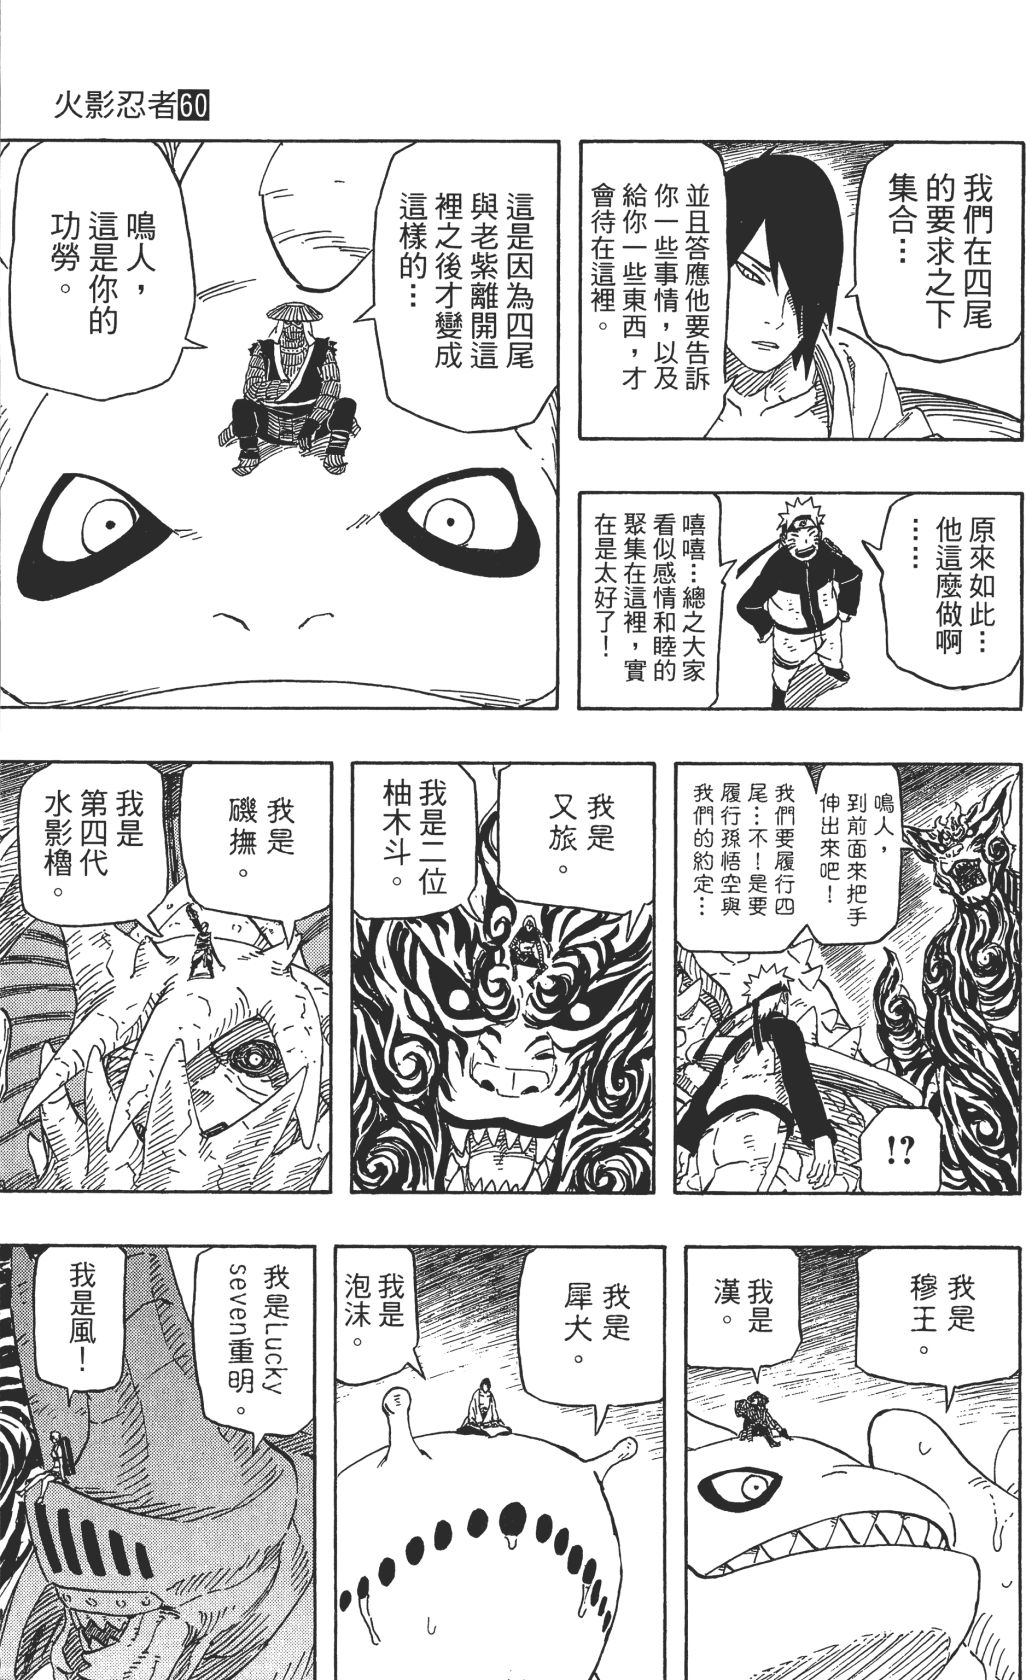 火影忍者60
我們在四尾
的要求之下
集合⋯
並且答應他要告訴
你一些事情，以及
給你一些東西，才
會待在這裡。
這是因為四尾
與老紫離開這
裡之後才變成
這樣的⋯
鳴人，
這是你的
功勞。
原來如此⋯
他這麼做啊
⋯⋯
嘻嘻⋯總之大家
看似感情和睦的
聚集在這裡，實
在是太好了！
鳴人，
到前面來把手
伸出來吧！
我們要履行四
尾⋯不！是要
履行孫悟空與
我們的約定⋯
!?
我是
又旅。
我是二位
柚木斗。
我是
磯撫。
我是
第四代
水影櫓。
我是
穆王。
我是
漢。
我是
犀犬。
我是
泡沫。
我是Lucky
seven重明。
我是風！